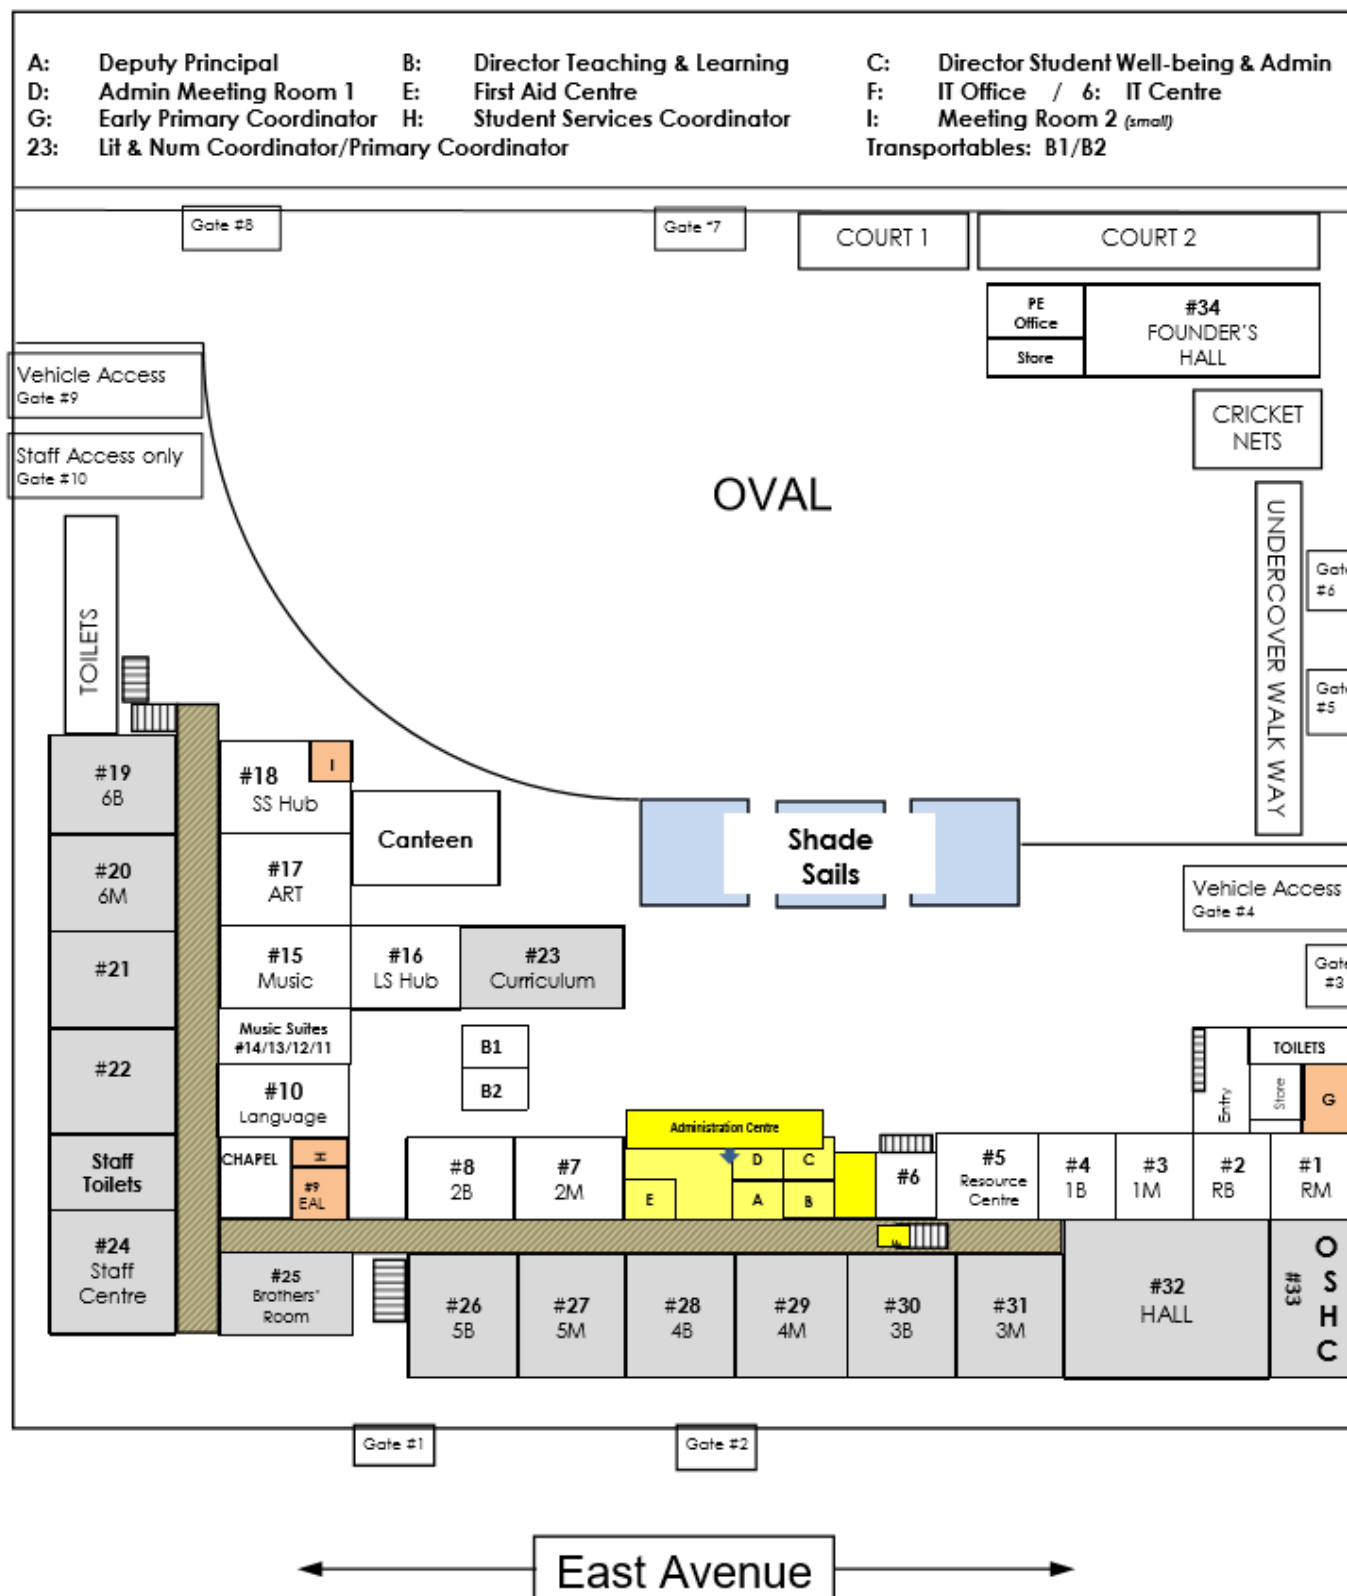 A: Deputy Principal B: Director Teaching & Learning C: Director Student Well-being & Admin
D: Admin Meeting Room 1 E: First Aid Centre F: IT Office / 6: IT Centre
G: Early Primary Coordinator H: Student Services Coordinator I: Meeting Room 2 (small)
23: Lit & Num Coordinator/Primary Coordinator Transportables: B1/B2
Gate #8
Gate "7
COURT 1
COURT 2
PE
Office
Store
#34
FOUNDER'S
HALL
Vehicle Access
Gate #9
CRICKET
NETS
Staff Access only
Gate #10
OVAL
UNDERCOVER WALK WAY
Gate
#6
Gate
#5
TOILETS
#19
6B
#18
SS Hub
I
Canteen
Shade
Sails
#20
6M
#17
ART
Vehicle Access
Gate #4
#21
#15
Music
#16
LS Hub
#23
Curriculum
Gate
#3
#22
Music Suites
#14/13/12/11
B1
B2
#10
Language
TOILETS
Entry
Store
G
Administration Centre
Staff
Toilets
CHAPEL
H
#9
EAL
#8
2B
#7
2M
E
D
C
A
B
#6
#5
Resource
Centre
#4
1B
#3
1M
#2
RB
#1
RM
F
#24
Staff
Centre
#25
Brothers'
Room
#26
5B
#27
5M
#28
4B
#29
4M
#30
3B
#31
3M
#32
HALL
#33
OSHC
Gate #1
Gate #2
East Avenue